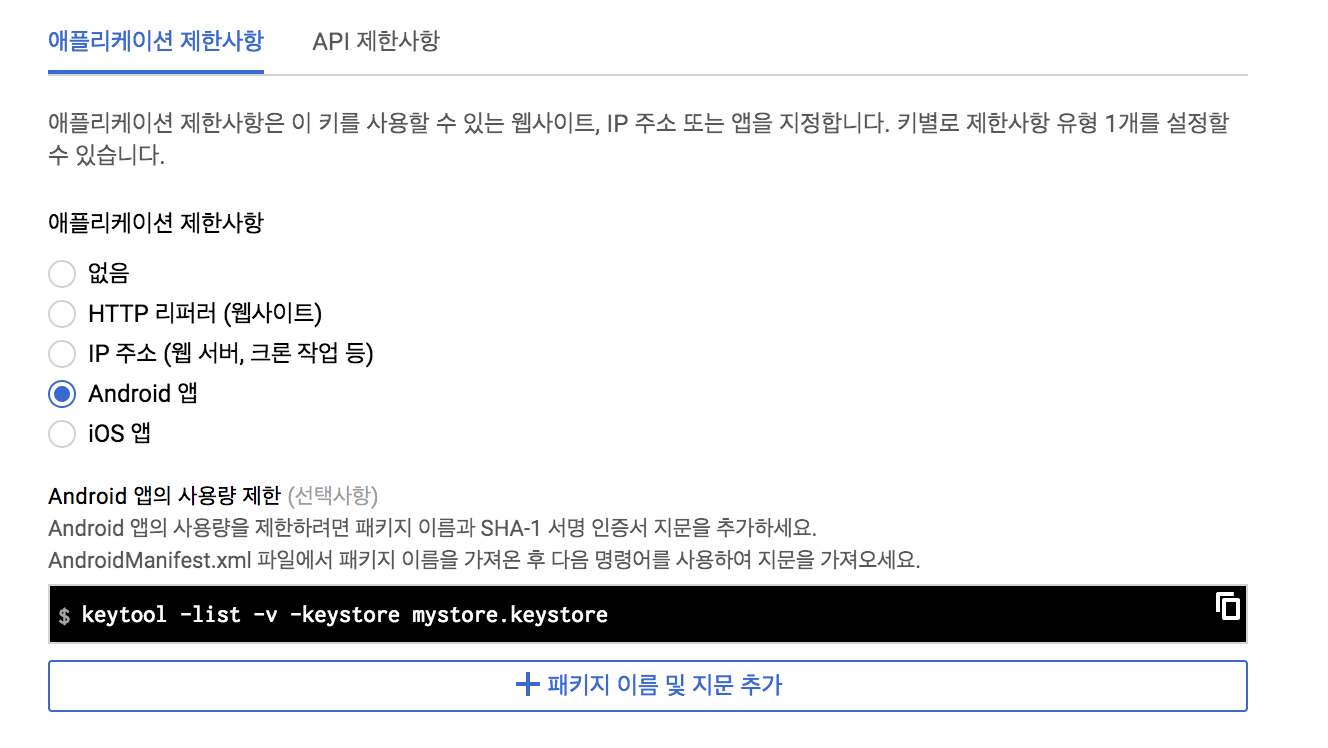 애플리케이션 제한사항
API 제한사항
애플리케이션 제한사항은 이 키를 사용할 수 있는 웹사이트, IP 주소 또는 앱을 지정합니다. 키별로 제한사항 유형 1개를 설정할
수 있습니다.
애플리케이션 제한사항
없음
HTTP 리퍼러 (웹사이트)
IP 주소 (웹 서버, 크론 작업 등)
Android 앱
iOS 앱
Android 앱의 사용량 제한 (선택사항)
Android 앱의 사용량을 제한하려면 패키지 이름과 SHA-1 서명 인증서 지문을 추가하세요.
AndroidManifest.xml 파일에서 패키지 이름을 가져온 후 다음 명령어를 사용하여 지문을 가져오세요.
$ keytool -list -v -keystore mystore.keystore
+ 패키지 이름 및 지문 추가